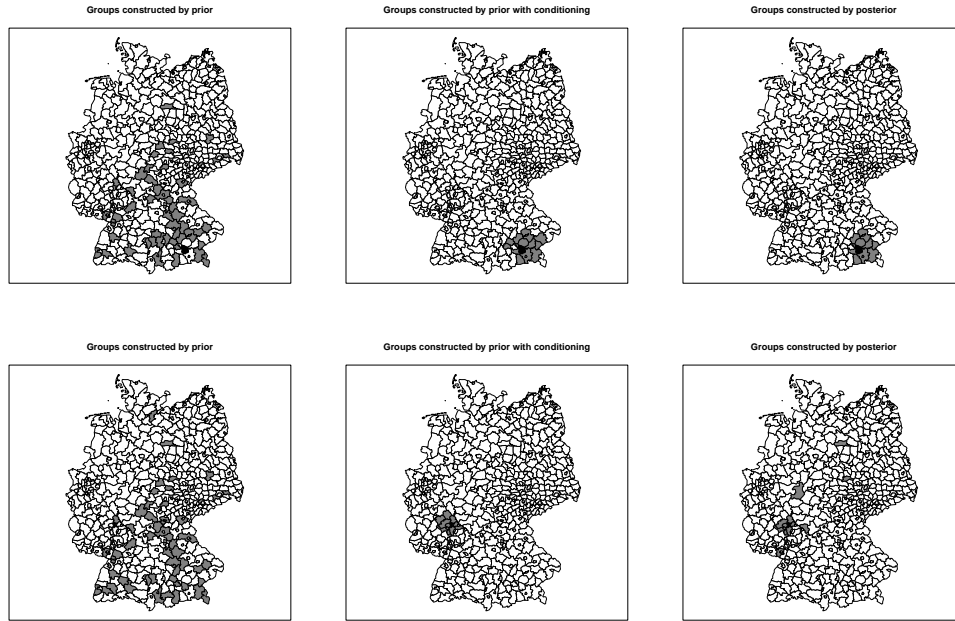 Groups constructed by prior
Groups constructed by prior with conditioning
Groups constructed by posterior
Groups constructed by prior
Groups constructed by prior with conditioning
Groups constructed by posterior